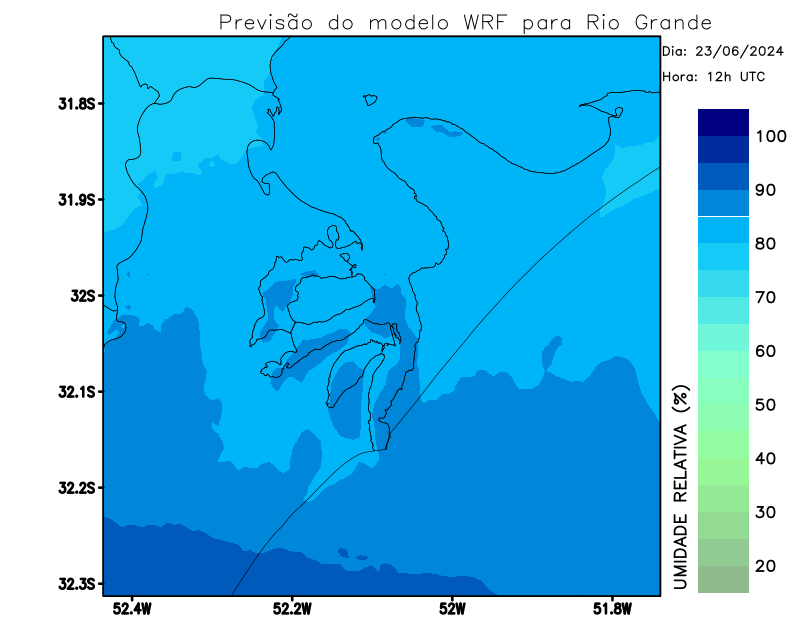 Previsão do modelo WRF para Rio Grande
Dia: 23/06/2024
Hora: 12h UTC
31.8S
31.9S
32S
32.1S
32.2S
32.3S
52.4W
52.2W
52W
51.8W
UMIDADE RELATIVA (%)
100
90
80
70
60
50
40
30
20